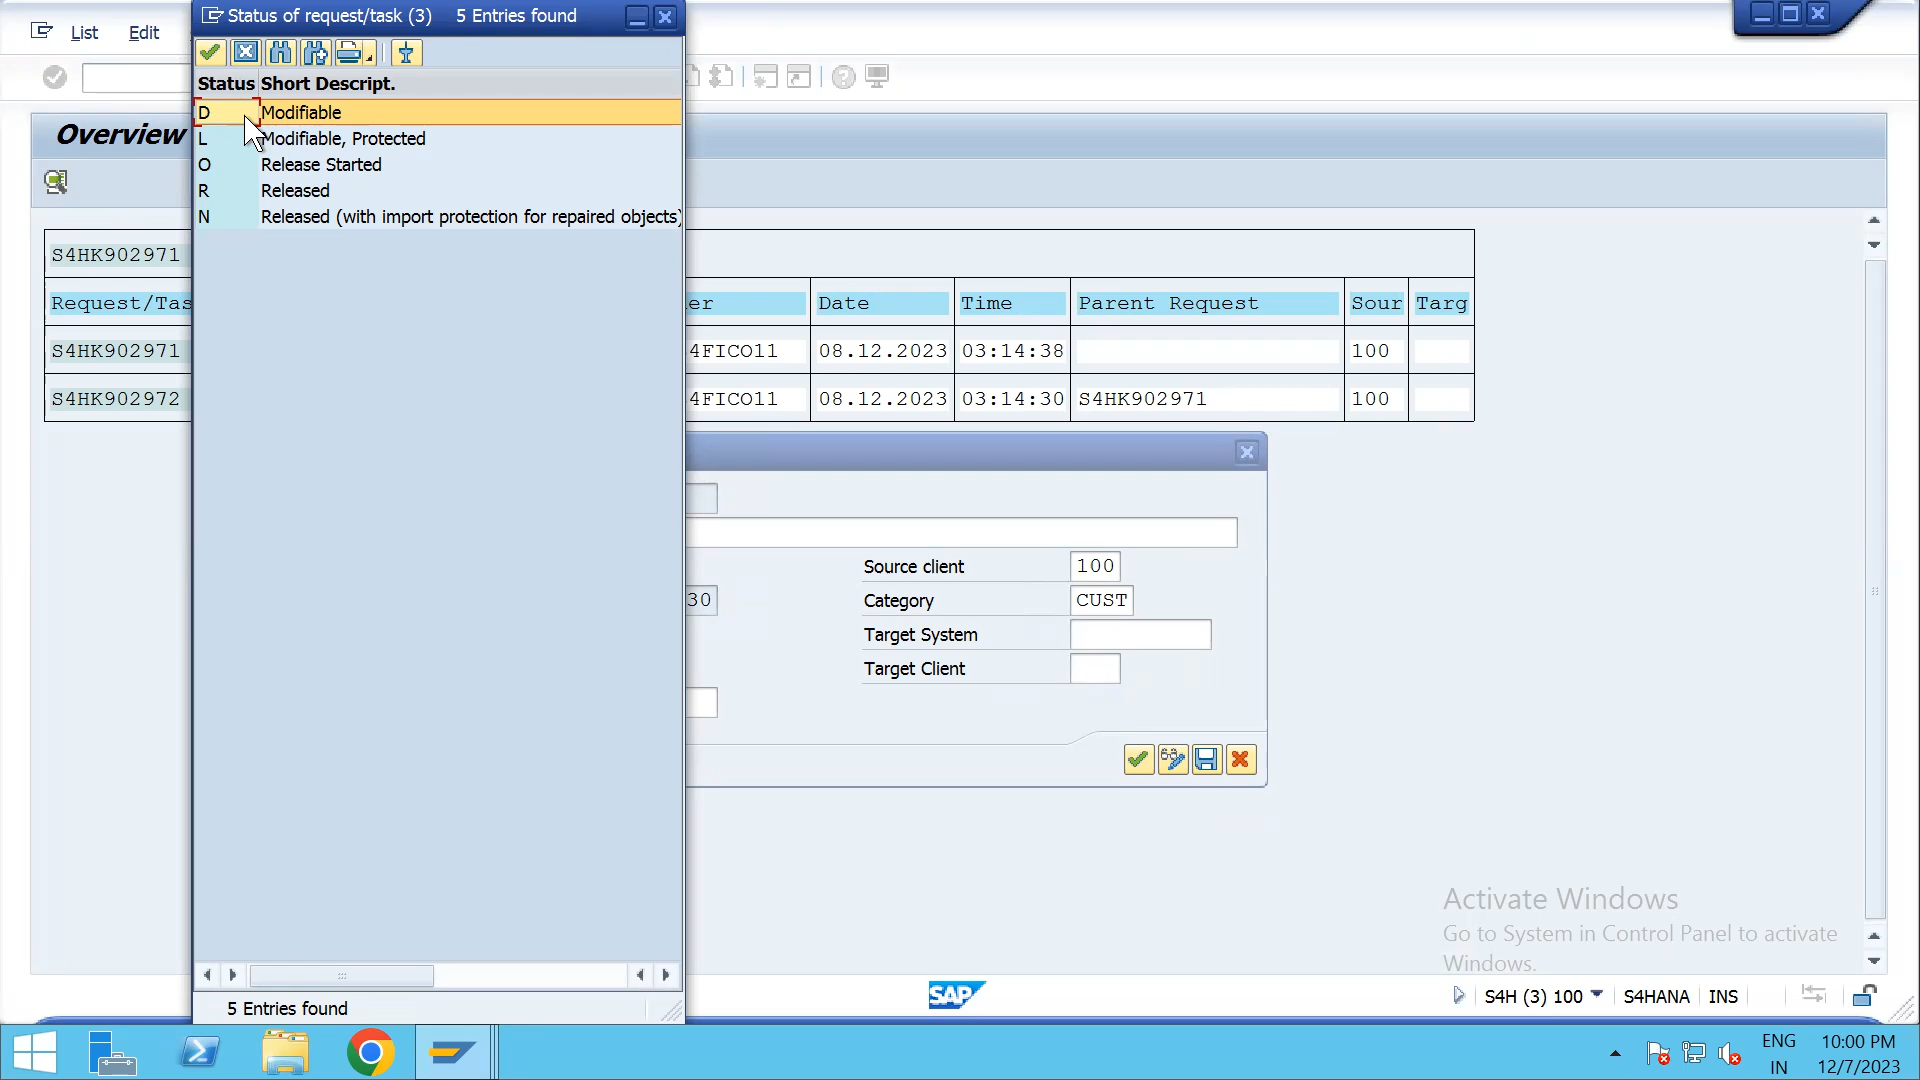 Status of request/task (3) 5 Entries found
List Edit
Status Short Descript.
D Modifiable
L Modifiable, Protected
O Release Started
R Released
N Released (with import protection for repaired objects)
Overview
S4HK902971
Request/Tas er Date Time Parent Request Sour Targ
S4HK902971 4FICO11 08.12.2023 03:14:38 100
S4HK902972 4FICO11 08.12.2023 03:14:30 S4HK902971 100
Source client 100
30 Category CUST
Target System
Target Client
Activate Windows
Go to System in Control Panel to activate
Windows.
5 Entries found
SAP
S4H (3) 100 S4HANA INS
ENG
IN
10:00 PM
12/7/2023